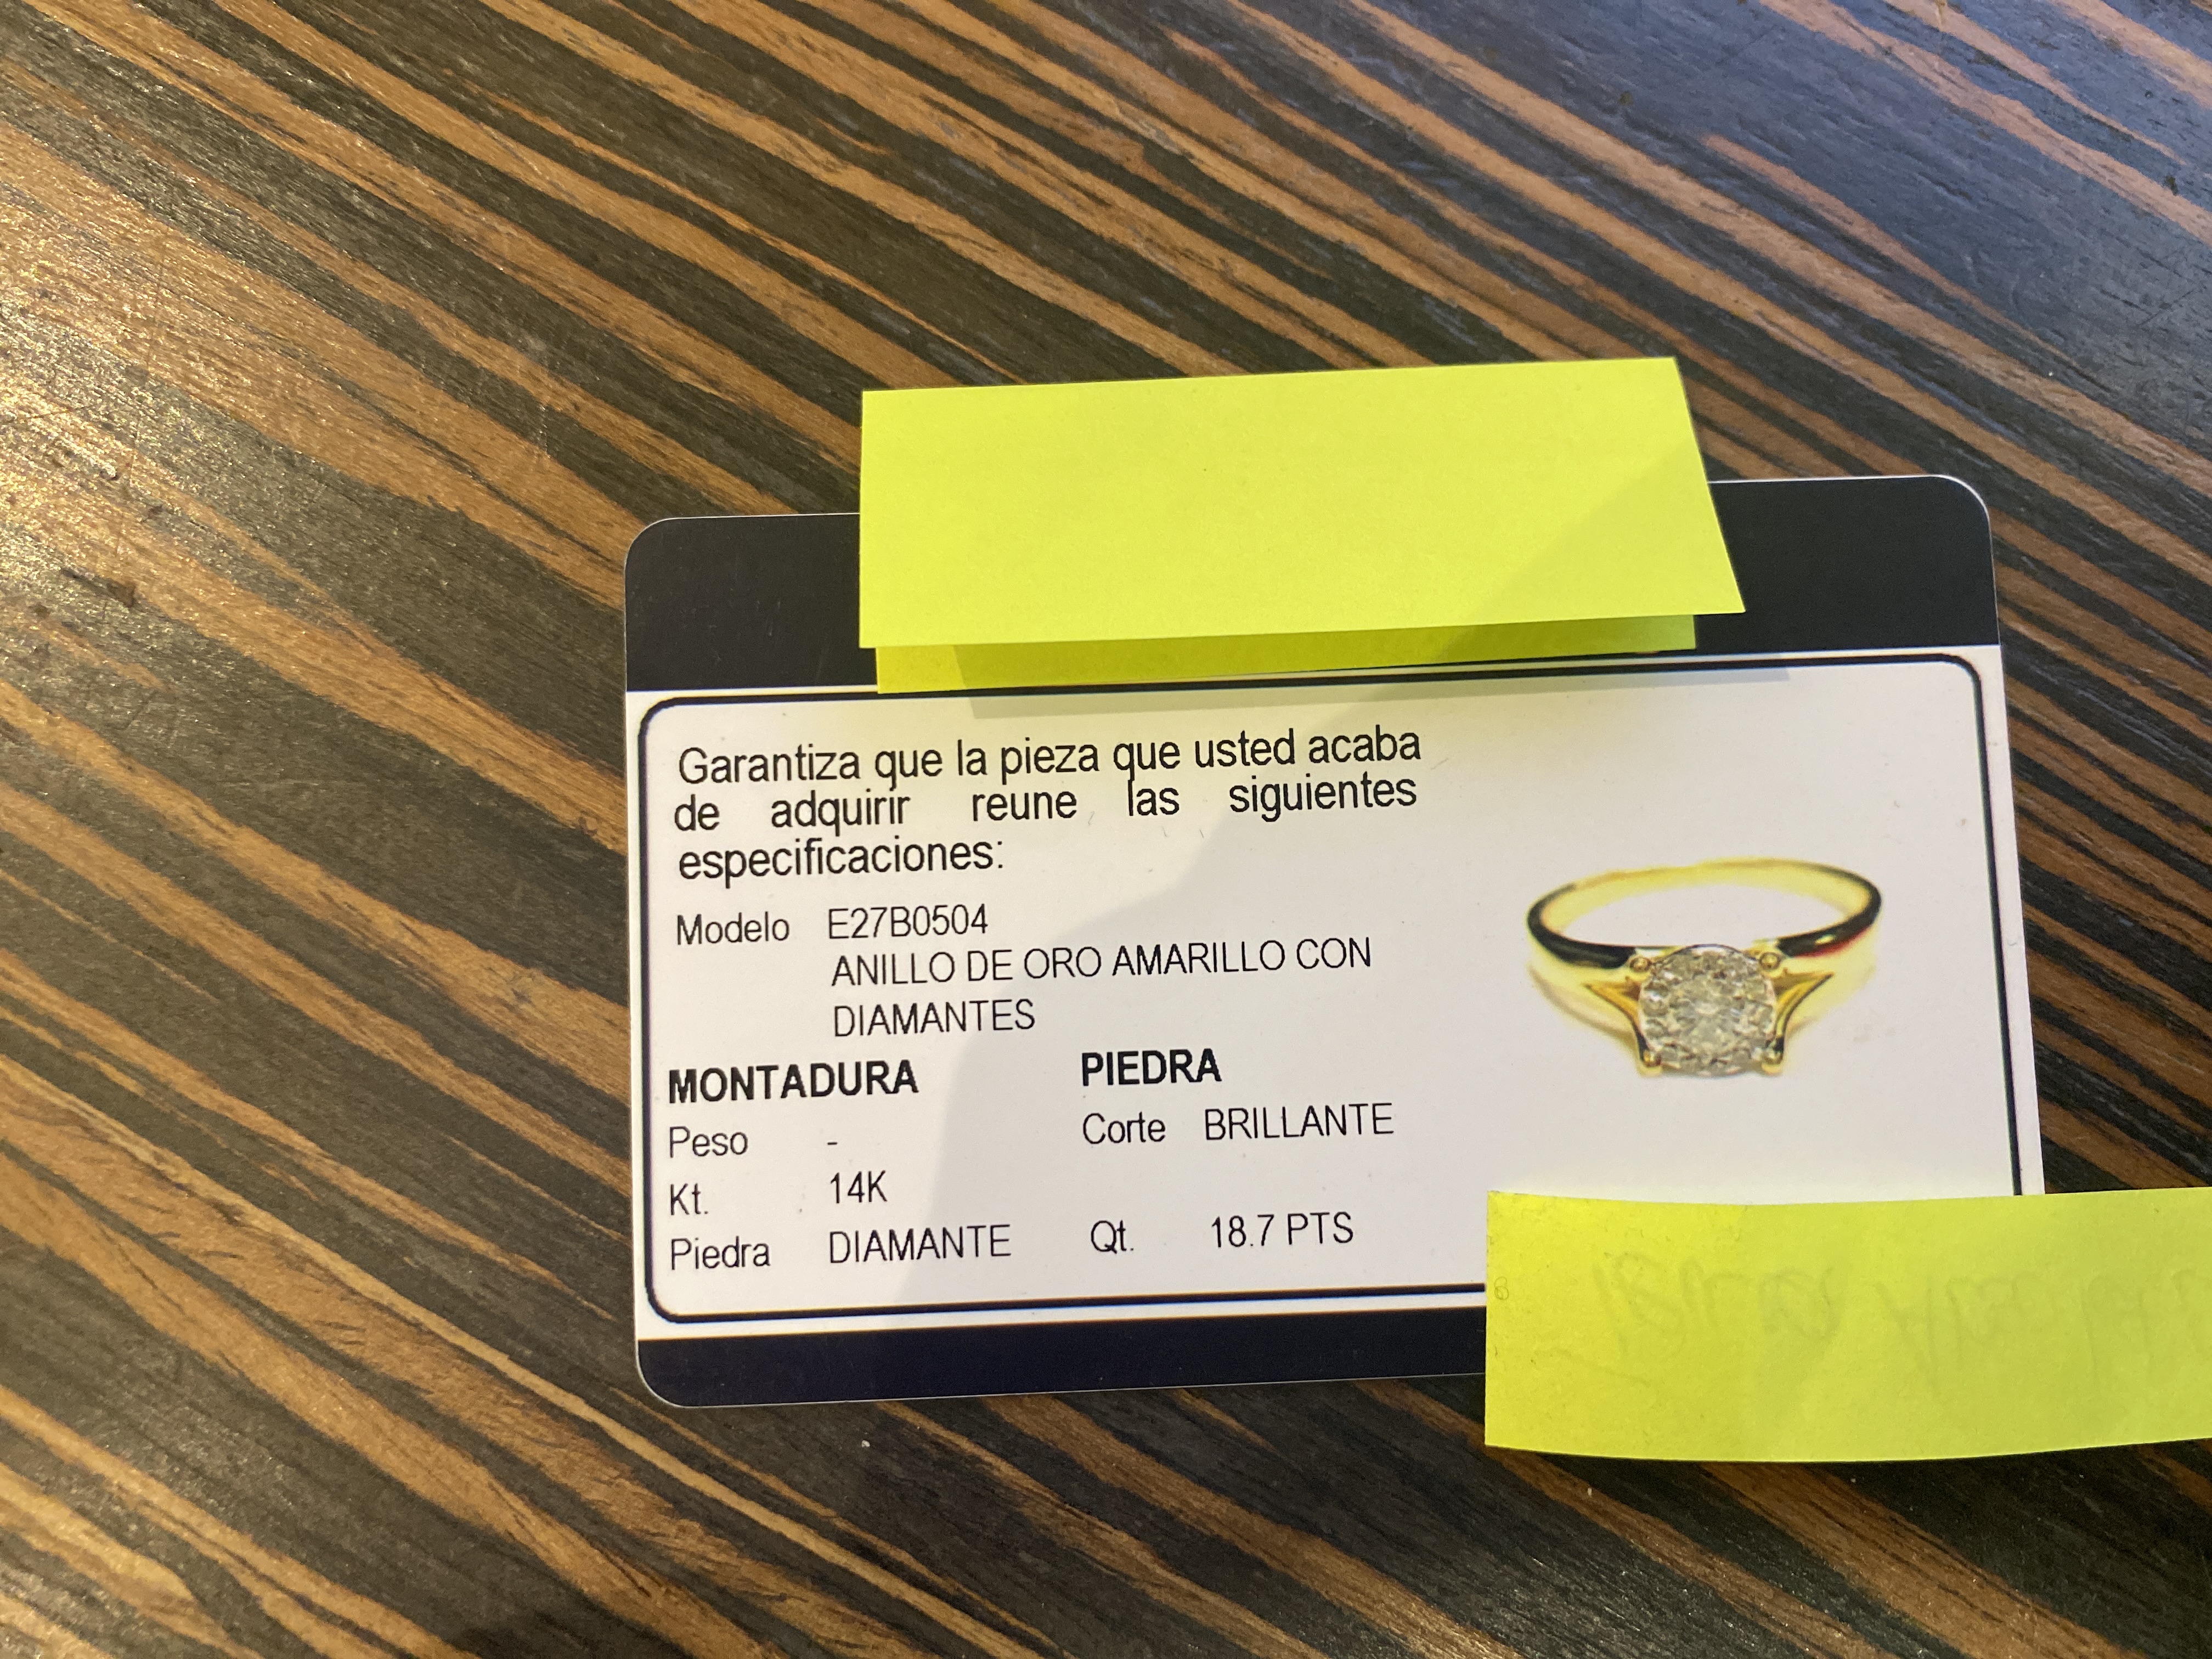 Garantiza que la pieza que usted acaba
de adquirir reune las siguientes
especificaciones:
Modelo E27B0504
ANILLO DE ORO AMARILLO CON
DIAMANTES
MONTADURA PIEDRA
Peso - Corte BRILLANTE
Kt. 14K
Piedra DIAMANTE Qt. 18.7 PTS